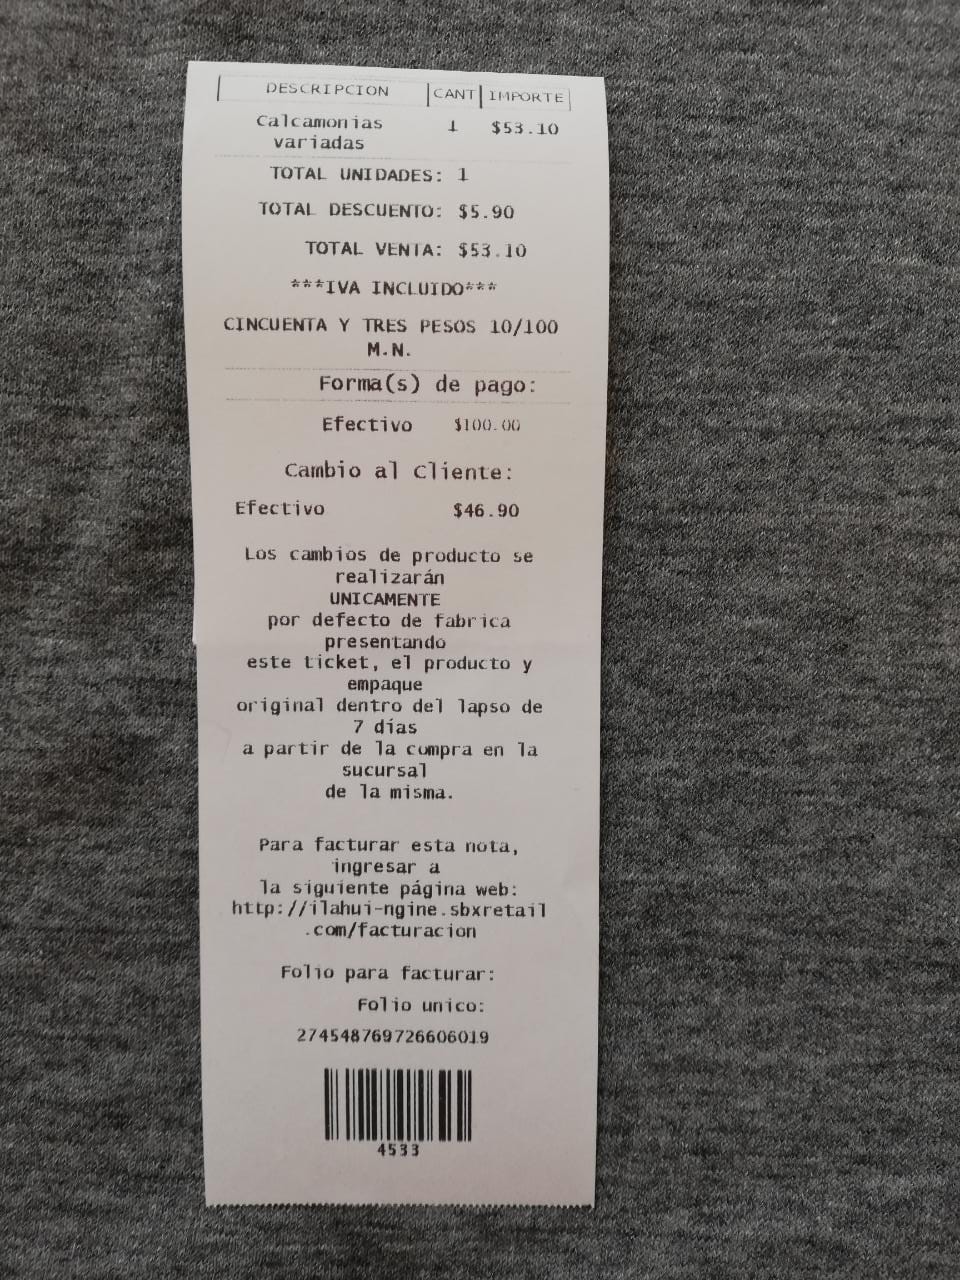 DESCRIPCION CANT IMPORTE
Calcamonias 1 $53.10
variadas
TOTAL UNIDADES: 1
TOTAL DESCUENTO: $5.90
TOTAL VENTA: $53.10
***IVA INCLUIDO***
CINCUENTA Y TRES PESOS 10/100
M.N.
Forma(s) de pago:
Efectivo $100.00
Cambio al Cliente:
Efectivo $46.90
Los cambios de producto se
realizarán
UNICAMENTE
por defecto de fabrica
presentando
este ticket, el producto y
empaque
original dentro del lapso de
7 días
a partir de la compra en la
sucursal
de la misma.
Para facturar esta nota,
ingresar a
la siguiente página web:
http://ilahui-ngine.sbxretail
.com/facturacion
Folio para facturar:
Folio unico:
274548769726606019
4533